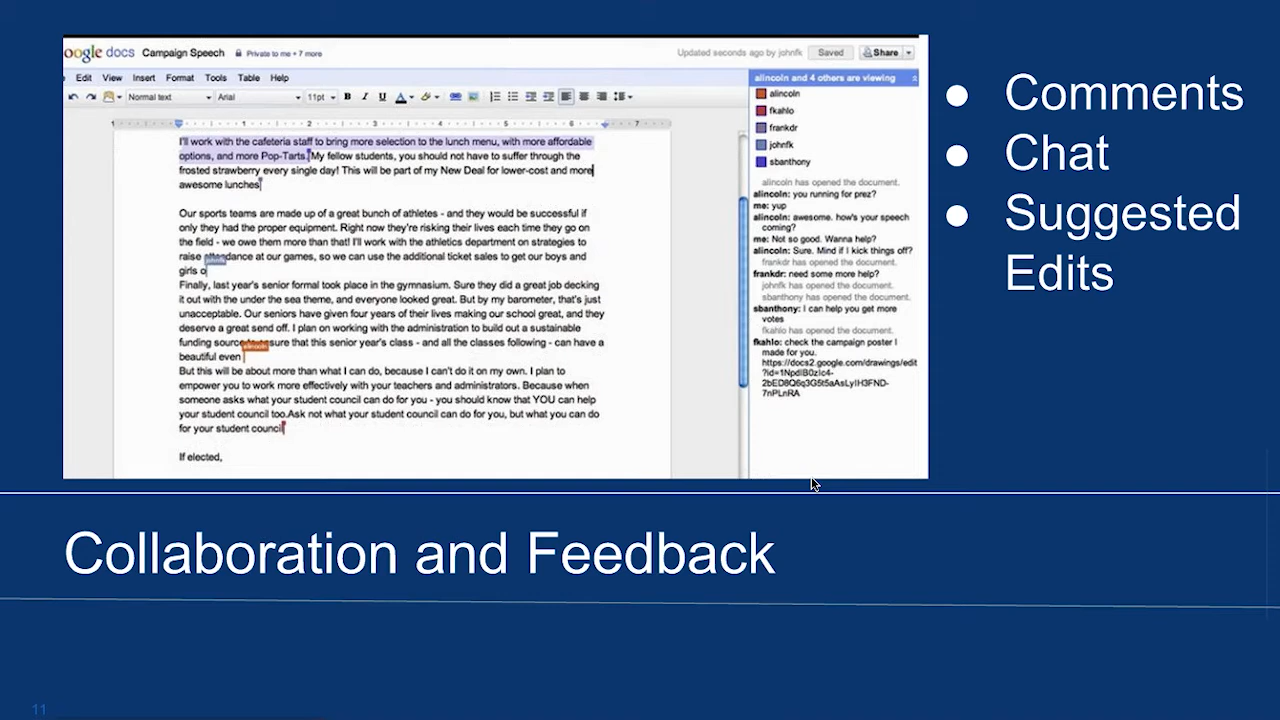 oogle docs Campaign Speech Private to me + 7 more Updated seconds ago by johnfk Saved Share
Edit View Insert Format Tools Table Help
Normal text Arial 11pt B I U A
1 1 2 3 4 5 6 7
I'll work with the cafeteria staff to bring more selection to the lunch menu, with more affordable
options, and more Pop-Tarts. My fellow students, you should not have to suffer through the
frosted strawberry every single day! This will be part of my New Deal for lower-cost and more
awesome lunches
Our sports teams are made up of a great bunch of athletes - and they would be successful if
only they had the proper equipment. Right now they're risking their lives each time they go on
the field - we owe them more than that! I'll work with the athletics department on strategies to
raise attendance at our games, so we can use the additional ticket sales to get our boys and
girls o
Finally, last year's senior formal took place in the gymnasium. Sure they did a great job decking
it out with the under the sea theme, and everyone looked great. But by my barometer, that's just
unacceptable. Our seniors have given four years of their lives making our school great, and they
deserve a great send off. I plan on working with the administration to build out a sustainable
funding source to ensure that this senior year's class - and all the classes following - can have a
alincoln
beautiful even
But this will be about more than what I can do, because I can't do it on my own. I plan to
empower you to work more effectively with your teachers and administrators. Because when
someone asks what your student council can do for you - you should know that YOU can help
your student council too.Ask not what your student council can do for you, but what you can do
for your student council
If elected,
alincoln and 4 others are viewing
alincoln
fkahlo
frankdr
johnfk
sbanthony
alincoln has opened the document.
alincoln: you running for prez?
me: yup
alincoln: awesome. how's your speech
coming?
me: Not so good. Wanna help?
alincoln: Sure. Mind if I kick things off?
frankdr has opened the document.
frankdr: need some more help?
johnfk has opened the document.
sbanthony has opened the document.
sbanthony: I can help you get more
votes
fkahlo has opened the document.
fkahlo: check the campaign poster I
made for you.
https://docs2.google.com/drawings/edit
7nPLnRA
● Comments
● Chat
● Suggested
Edits
Collaboration and Feedback
11